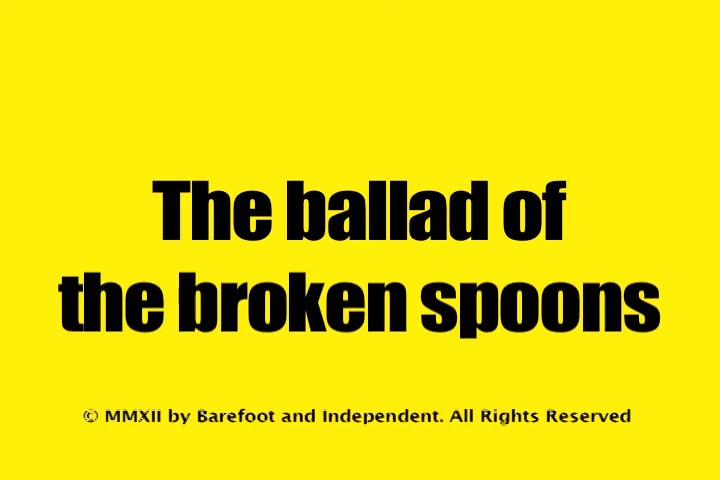 The ballad of
the broken spoons
© MMXII by Barefoot and Independent. All Rights Reserved